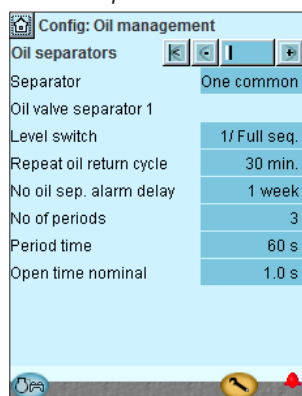 Config: Oil management
Oil separators
Separator One common
Oil valve separator 1
Level switch 1/ Full seq.
Repeat oil return cycle 30 min.
No oil sep. alarm delay 1 week
No of periods 3
Period time 60 s
Open time nominal 1.0 s